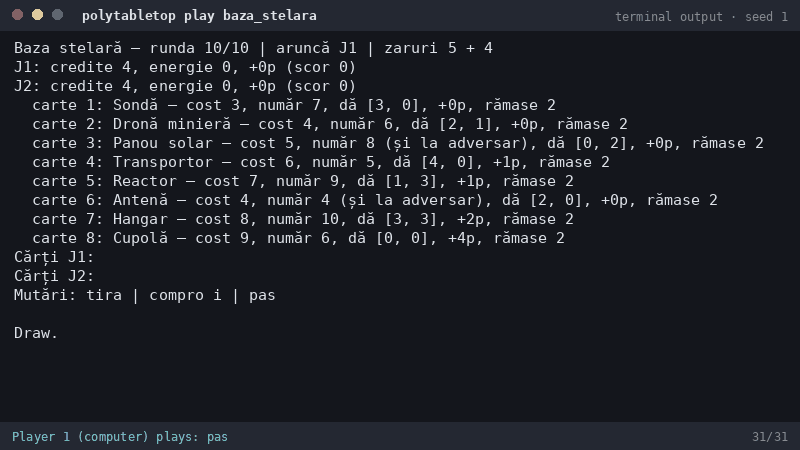 polytabletop play baza_stelara
terminal output · seed 1
Baza stelară — runda 10/10 | aruncă J1 | zaruri 5 + 4
J1: credite 4, energie 0, +0p (scor 0)
J2: credite 4, energie 0, +0p (scor 0)
carte 1: Sondă — cost 3, număr 7, dă [3, 0], +0p, rămase 2
carte 2: Dronă minieră — cost 4, număr 6, dă [2, 1], +0p, rămase 2
carte 3: Panou solar — cost 5, număr 8 (și la adversar), dă [0, 2], +0p, rămase 2
carte 4: Transportor — cost 6, număr 5, dă [4, 0], +1p, rămase 2
carte 5: Reactor — cost 7, număr 9, dă [1, 3], +1p, rămase 2
carte 6: Antenă — cost 4, număr 4 (și la adversar), dă [2, 0], +0p, rămase 2
carte 7: Hangar — cost 8, număr 10, dă [3, 3], +2p, rămase 2
carte 8: Cupolă — cost 9, număr 6, dă [0, 0], +4p, rămase 2
Cărți J1:
Cărți J2:
Mutări: tira | compro i | pas
Draw.
Player 1 (computer) plays: pas
31/31